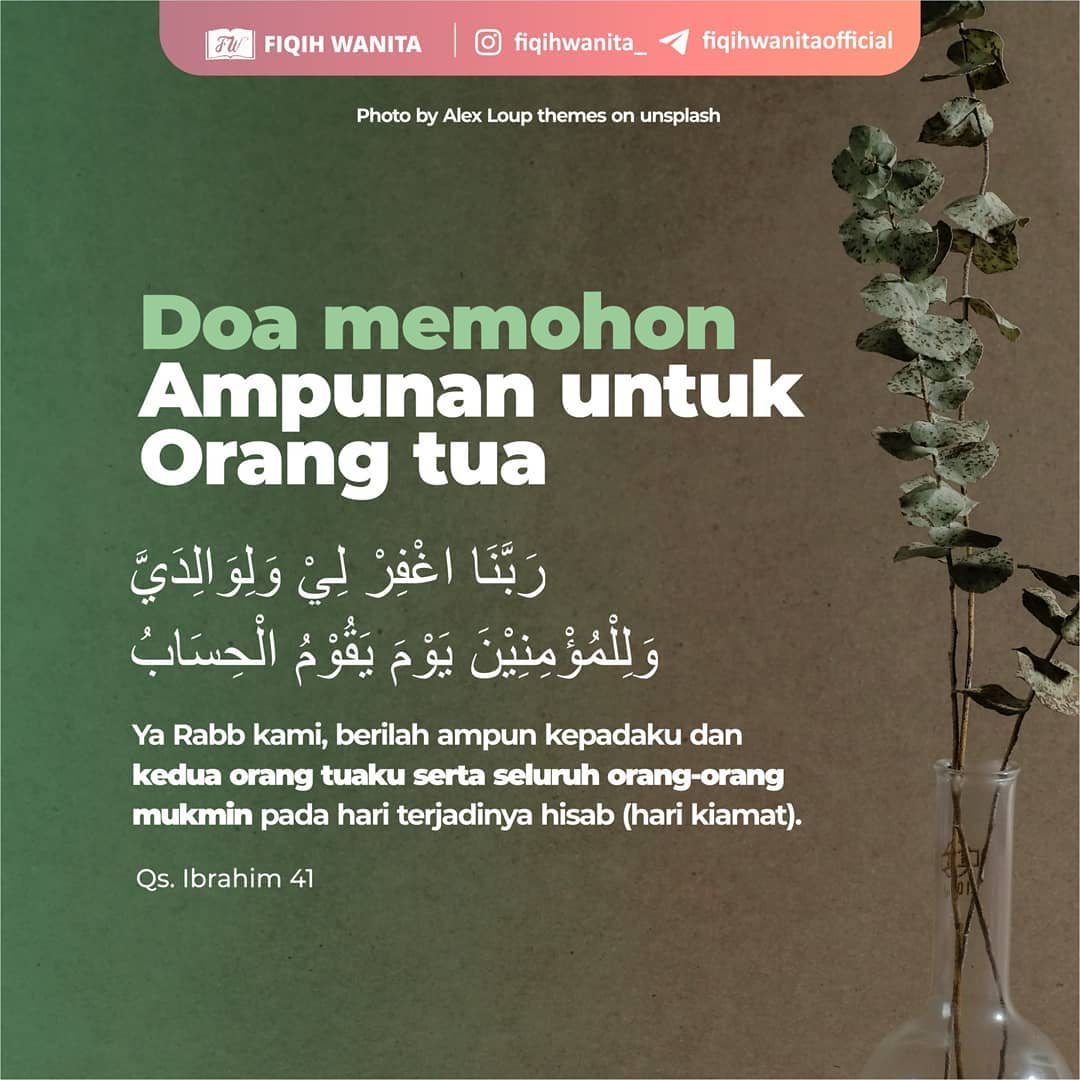 FW FIQIH WANITA fiqihwanita_ fiqihwanitaofficial
Photo by Alex Loup themes on unsplash
Doa memohon
Ampunan untuk
Orang tua
رَبَّنَا اغْفِرْ لِيْ وَلِوَالِدَيَّ
وَلِلْمُؤْمِنِيْنَ يَوْمَ يَقُوْمُ الْحِسَابُ
Ya Rabb kami, berilah ampun kepadaku dan
kedua orang tuaku serta seluruh orang-orang
mukmin pada hari terjadinya hisab (hari kiamat).
Qs. Ibrahim 41